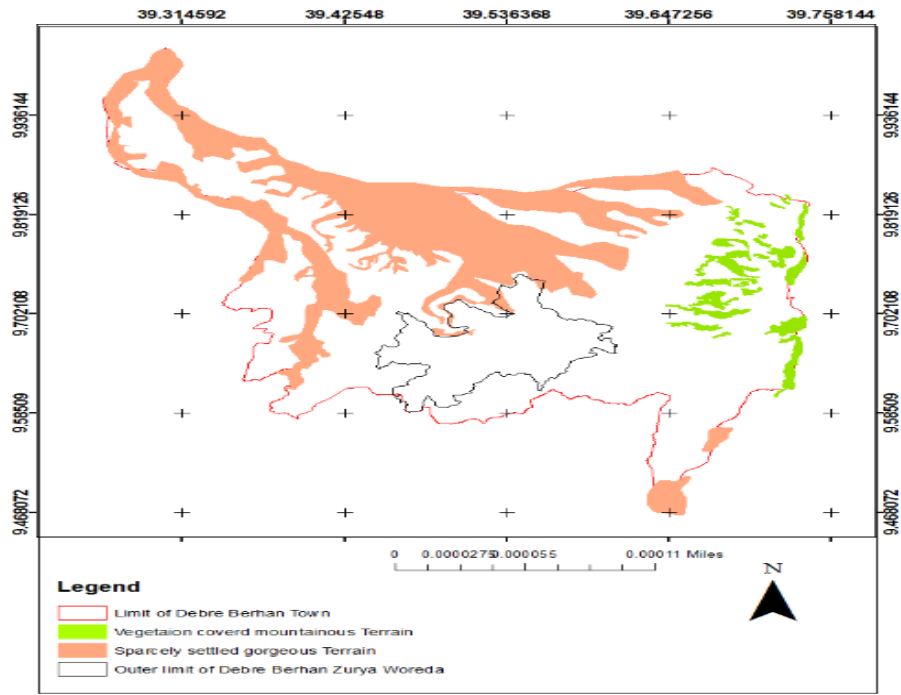 39.314592 39.42548 39.536368 39.647256 39.758144
9.936144 9.936144
9.819126 9.819126
9.702108 9.702108
9.58509 9.58509
9.468072 9.468072
0 0.0000275 0.000055 0.00011 Miles
N
Legend
Limit of Debre Berhan Town
Vegetaion coverd mountainous Terrain
Sparcely settled gorgeous Terrain
Outer limit of Debre Berhan Zurya Woreda